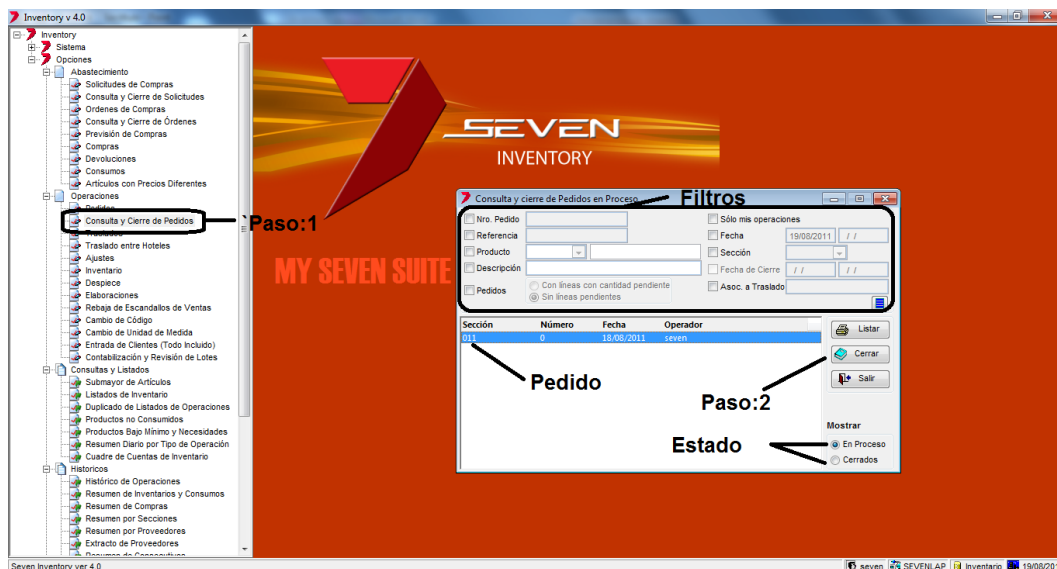 Inventory v 4.0
Inventory
Sistema
Opciones
Abastecimiento
Solicitudes de Compras
Consulta y Cierre de Solicitudes
Ordenes de Compras
Consulta y Cierre de Órdenes
Previsión de Compras
Compras
Devoluciones
Consumos
Artículos con Precios Diferentes
Operaciones
Pedidos
Consulta y Cierre de Pedidos
Traslados
Traslado entre Hoteles
Ajustes
Inventario
Despiece
Elaboraciones
Rebaja de Escandallos de Ventas
Cambio de Código
Cambio de Unidad de Medida
Entrada de Clientes (Todo Incluido)
Contabilización y Revisión de Lotes
Consultas y Listados
Submayor de Artículos
Listados de Inventario
Duplicado de Listados de Operaciones
Productos no Consumidos
Productos Bajo Mínimo y Necesidades
Resumen Diario por Tipo de Operación
Cuadre de Cuentas de Inventario
Historicos
Histórico de Operaciones
Resumen de Inventarios y Consumos
Resumen de Compras
Resumen por Secciones
Resumen por Proveedores
Extracto de Proveedores
Resumen de Consecutivos
`Paso:1
SEVEN
INVENTORY
MY SEVEN SUITE
Consulta y cierre de Pedidos en Proceso
Filtros
Nro. Pedido
Sólo mis operaciones
Referencia
Fecha 19/08/2011 / /
Producto
Sección
Descripción
Fecha de Cierre / / / /
Pedidos
Con líneas con cantidad pendiente
Sin líneas pendientes
Asoc. a Traslado
Sección Número Fecha Operador
011 0 18/08/2011 seven
Listar
Cerrar
Salir
Pedido
Paso:2
Estado
Mostrar
En Proceso
Cerrados
Seven Inventory ver 4.0
seven SEVENLAP Inventario 19/08/20